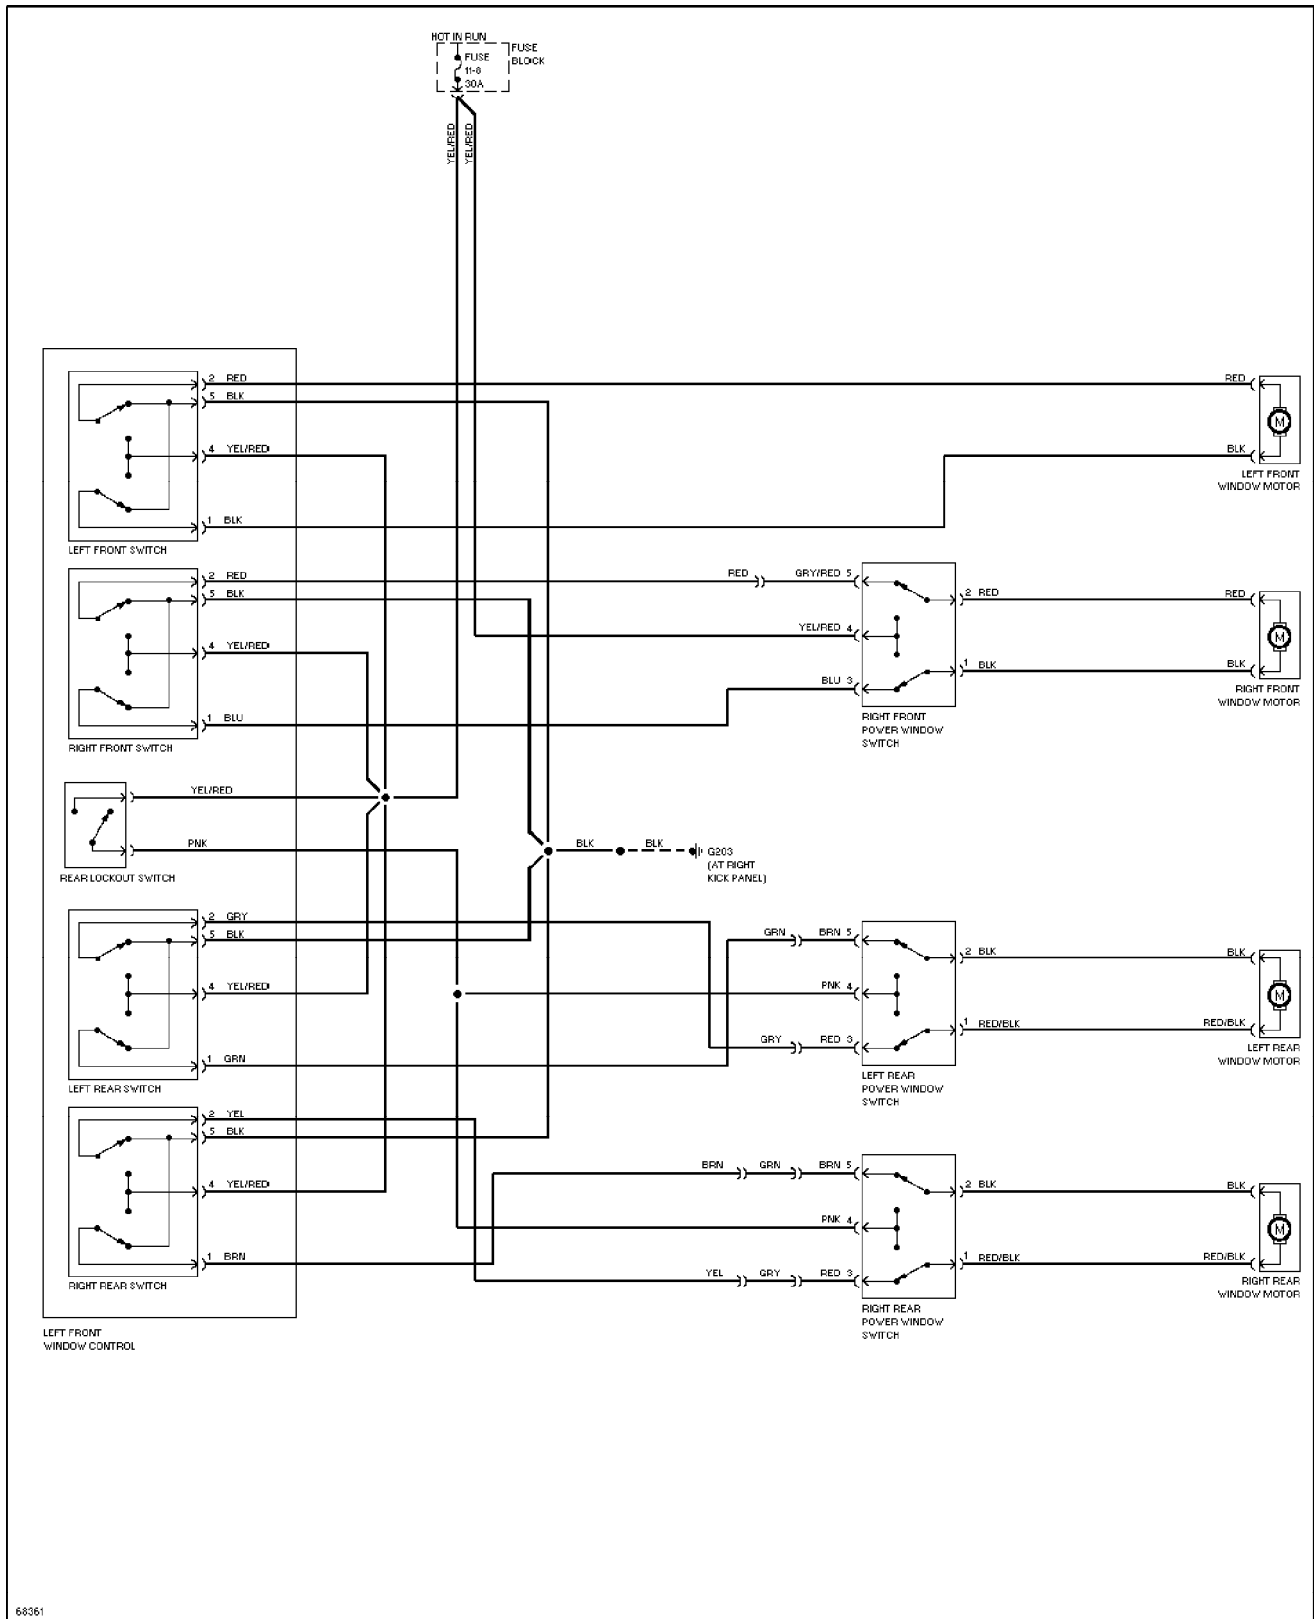 HOT IN RUN
FUSE
11-8
30A
FUSE
BLOCK
YEL/RED
YEL/RED
2 RED
5 BLK
4 YEL/RED
1 BLK
LEFT FRONT SWITCH
RED
BLK
LEFT FRONT
WINDOW MOTOR
2 RED
5 BLK
4 YEL/RED
1 BLU
RIGHT FRONT SWITCH
RED
GRY/RED 5
YEL/RED 4
BLU 3
2 RED
1 BLK
RIGHT FRONT
POWER WINDOW
SWITCH
RED
BLK
RIGHT FRONT
WINDOW MOTOR
M
M
YEL/RED
PNK
REAR LOCKOUT SWITCH
BLK
BLK
G203
(AT RIGHT
KICK PANEL)
2 GRY
5 BLK
4 YEL/RED
1 GRN
LEFT REAR SWITCH
GRN
BRN 5
PNK 4
GRY
RED 3
2 BLK
1 RED/BLK
LEFT REAR
POWER WINDOW
SWITCH
BLK
M
RED/BLK
LEFT REAR
WINDOW MOTOR
2 YEL
5 BLK
4 YEL/RED
1 BRN
RIGHT REAR SWITCH
BRN
GRN
BRN 5
PNK 4
YEL
GRY
RED 3
2 BLK
1 RED/BLK
RIGHT REAR
POWER WINDOW
SWITCH
BLK
M
RED/BLK
RIGHT REAR
WINDOW MOTOR
LEFT FRONT
WINDOW CONTROL
68361